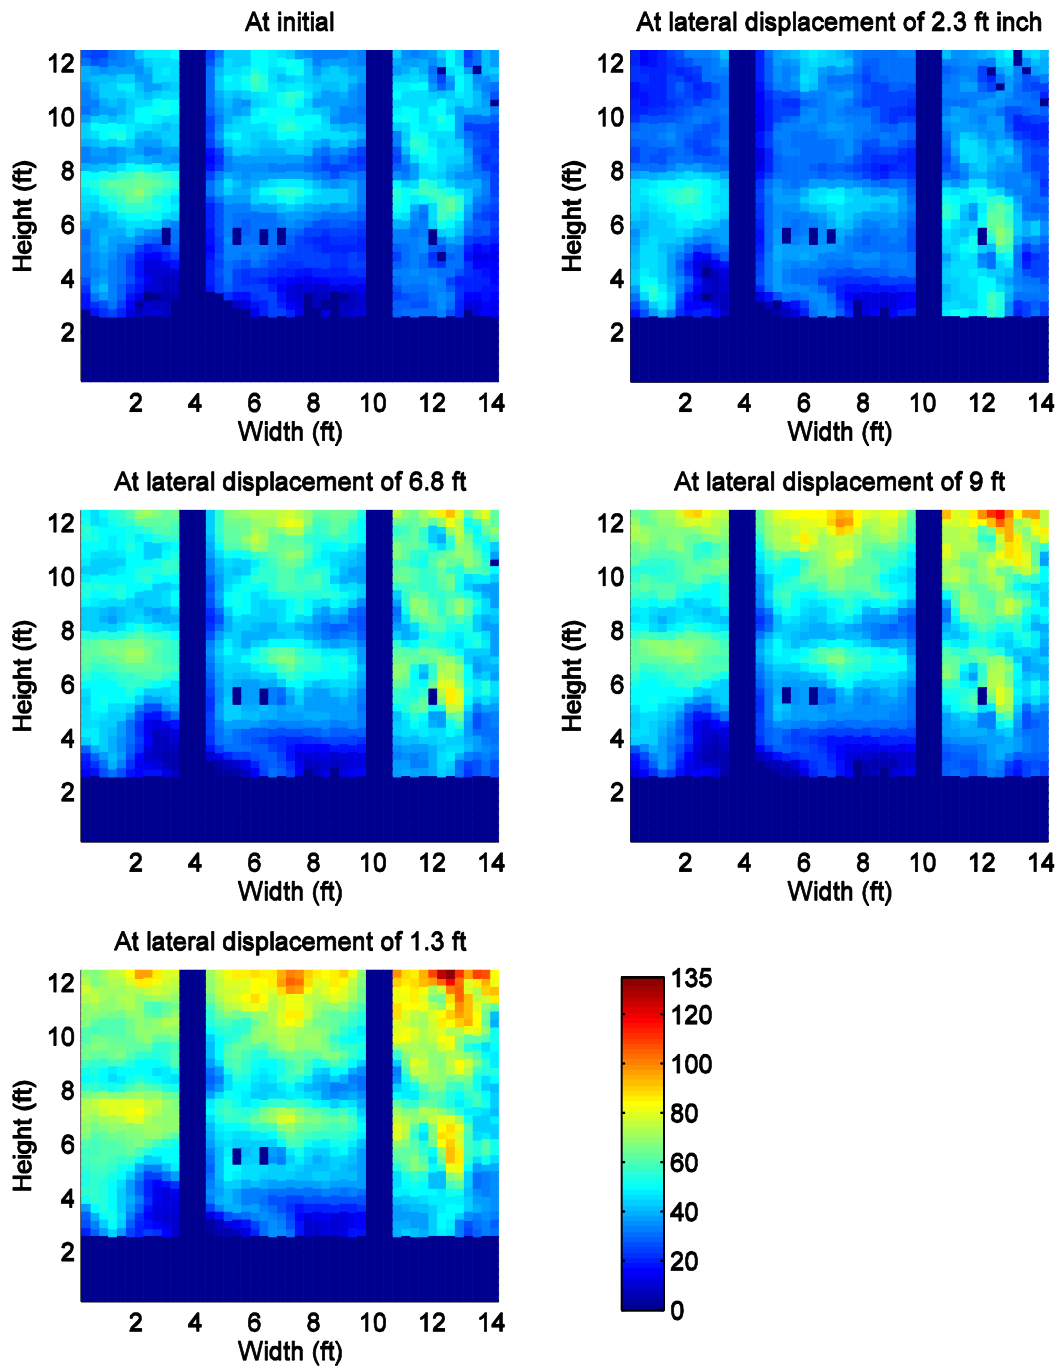 At initial
12
10
8
6
4
2
Height (ft)
2 4 6 8 10 12 14
Width (ft)
At lateral displacement of 2.3 ft inch
12
10
8
6
4
2
Height (ft)
2 4 6 8 10 12 14
Width (ft)
At lateral displacement of 6.8 ft
12
10
8
6
4
2
Height (ft)
2 4 6 8 10 12 14
Width (ft)
At lateral displacement of 9 ft
12
10
8
6
4
2
Height (ft)
2 4 6 8 10 12 14
Width (ft)
At lateral displacement of 1.3 ft
12
10
8
6
4
2
Height (ft)
2 4 6 8 10 12 14
Width (ft)
135
120
100
80
60
40
20
0